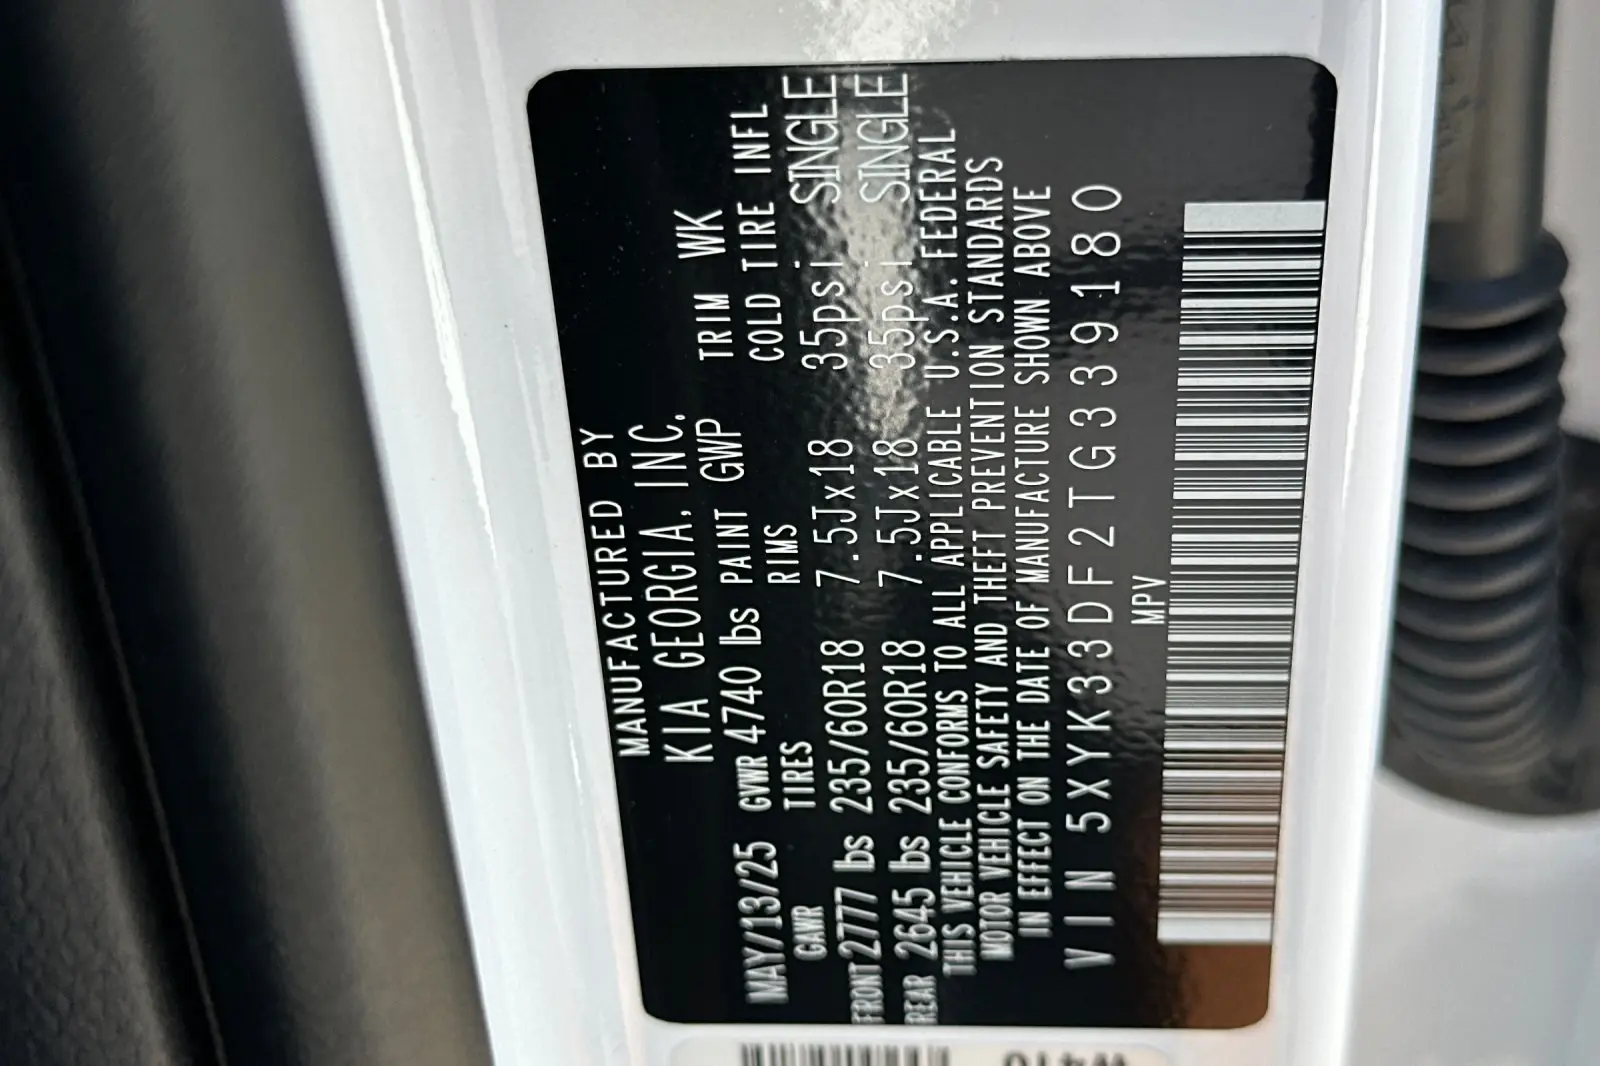 MANUFACTURED BY
KIA GEORGIA, INC.
MAY/13/25 GVWR 4740 lbs PAINT GWP TRIM WK
GAWR TIRES RIMS COLD TIRE INFL
FRONT 2777 lbs 235/60R18 7.5Jx18 35psi SINGLE
REAR 2645 lbs 235/60R18 7.5Jx18 35psi SINGLE
THIS VEHICLE CONFORMS TO ALL APPLICABLE U.S.A. FEDERAL
MOTOR VEHICLE SAFETY AND THEFT PREVENTION STANDARDS
IN EFFECT ON THE DATE OF MANUFACTURE SHOWN ABOVE
VIN 5XYK33DF2TG339180
MPV